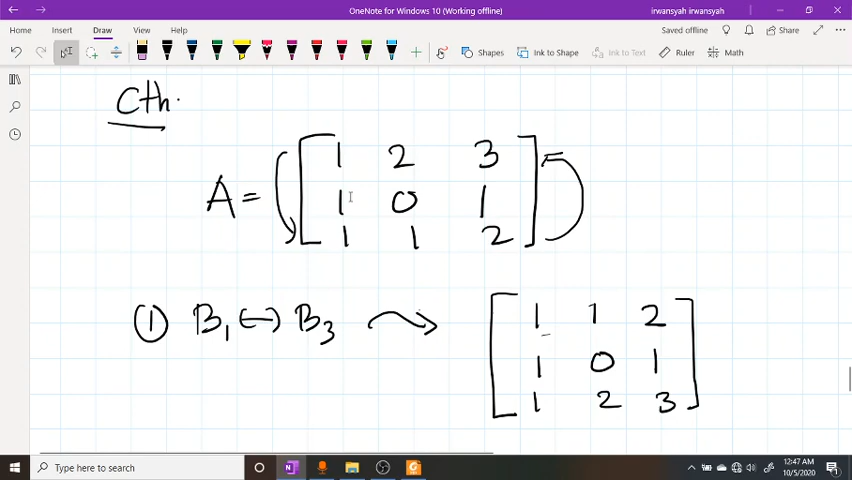 OneNote for Windows 10 (Working offline)
irwansyah irwansyah
Home Insert Draw View Help
Saved offline Share
Shapes Ink to Shape Ink to Text Ruler Math
Cth.
A = [ 1 2 3
1 0 1
1 1 2 ]
① B₁ ↔ B₃ ⇝ [ 1 1 2
1 0 1
1 2 3 ]
Type here to search
12:47 AM
10/5/2020